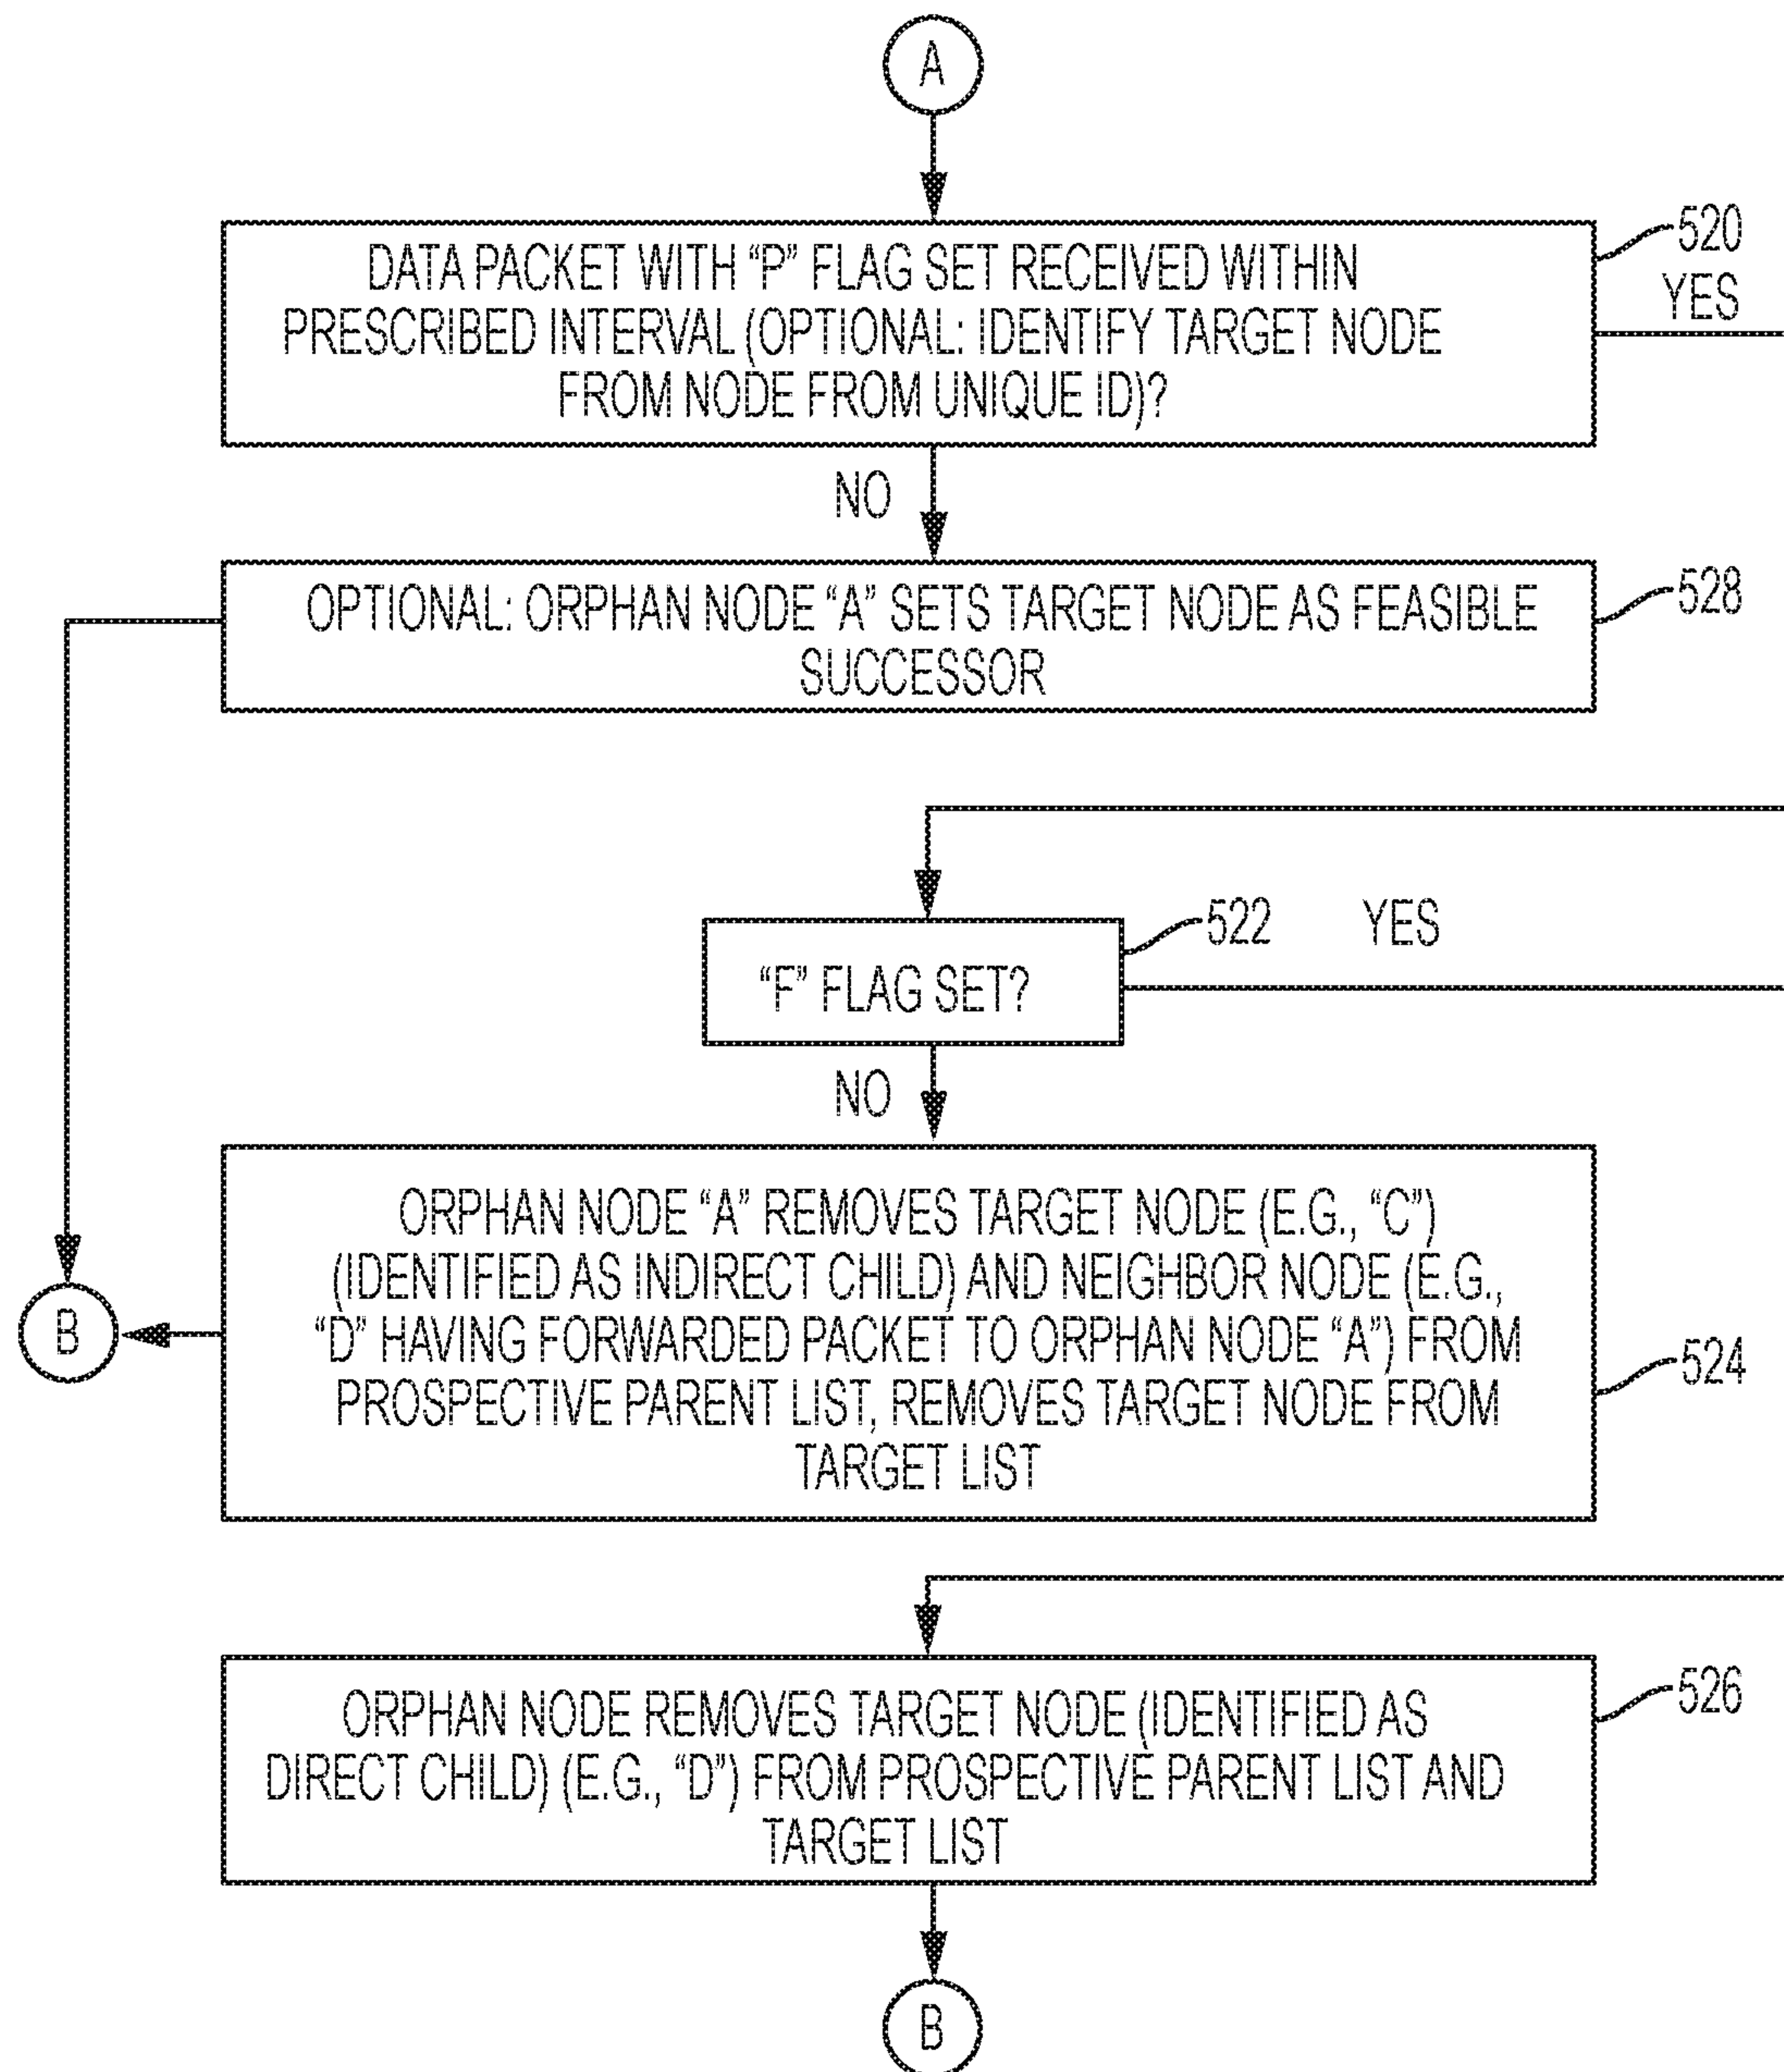 A
DATA PACKET WITH “P” FLAG SET RECEIVED WITHIN
PRESCRIBED INTERVAL (OPTIONAL: IDENTIFY TARGET NODE
FROM NODE FROM UNIQUE ID)?
520
YES
NO
OPTIONAL: ORPHAN NODE “A” SETS TARGET NODE AS FEASIBLE
SUCCESSOR
528
“F” FLAG SET?
522
YES
NO
ORPHAN NODE “A” REMOVES TARGET NODE (E.G., “C”)
(IDENTIFIED AS INDIRECT CHILD) AND NEIGHBOR NODE (E.G.,
“D” HAVING FORWARDED PACKET TO ORPHAN NODE “A”) FROM
PROSPECTIVE PARENT LIST, REMOVES TARGET NODE FROM
TARGET LIST
524
B
ORPHAN NODE REMOVES TARGET NODE (IDENTIFIED AS
DIRECT CHILD) (E.G., “D”) FROM PROSPECTIVE PARENT LIST AND
TARGET LIST
526
B